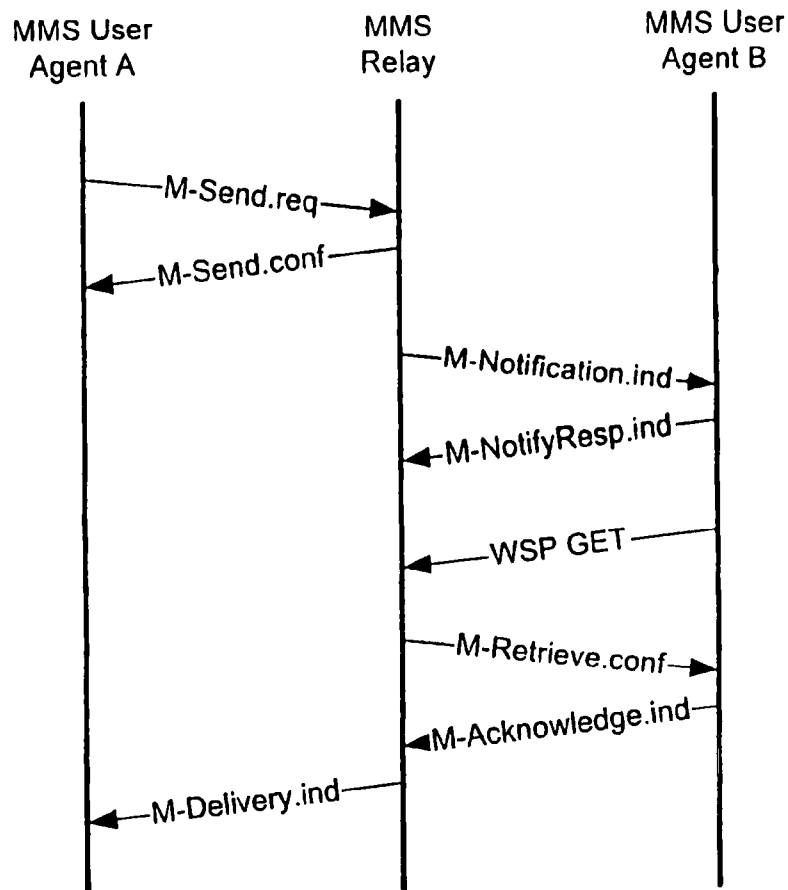 MMS User
Agent A
MMS
Relay
MMS User
Agent B
M-Send.req
M-Send.conf
M-Notification.ind
M-NotifyResp.ind
WSP GET
M-Retrieve.conf
M-Acknowledge.ind
M-Delivery.ind